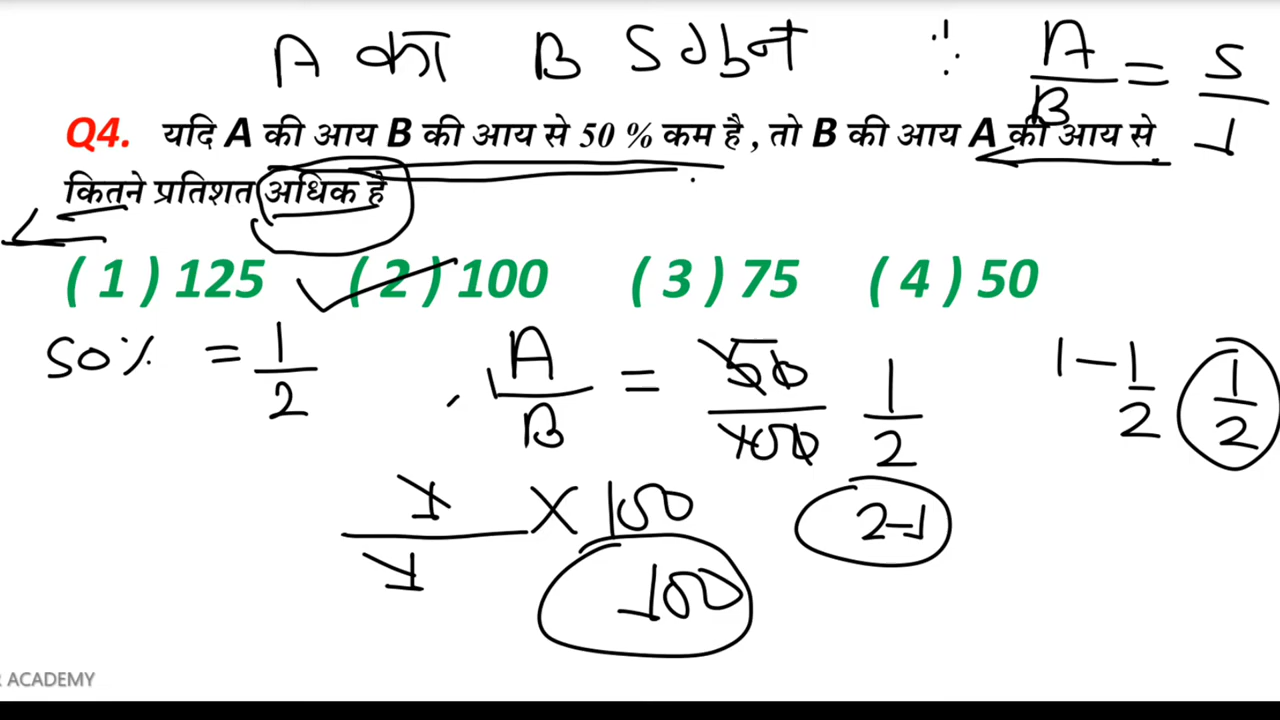 A का B 5 गुना ∴ A/B = 5/1
Q4. यदि A की आय B की आय से 50 % कम है , तो B की आय A की आय से
कितने प्रतिशत अधिक है
( 1 ) 125 ( 2 ) 100 ( 3 ) 75 ( 4 ) 50
50% = 1/2 A/B = 50/100 1/2 1 - 1/2 1/2
1/1 × 100 2-1
100
R ACADEMY